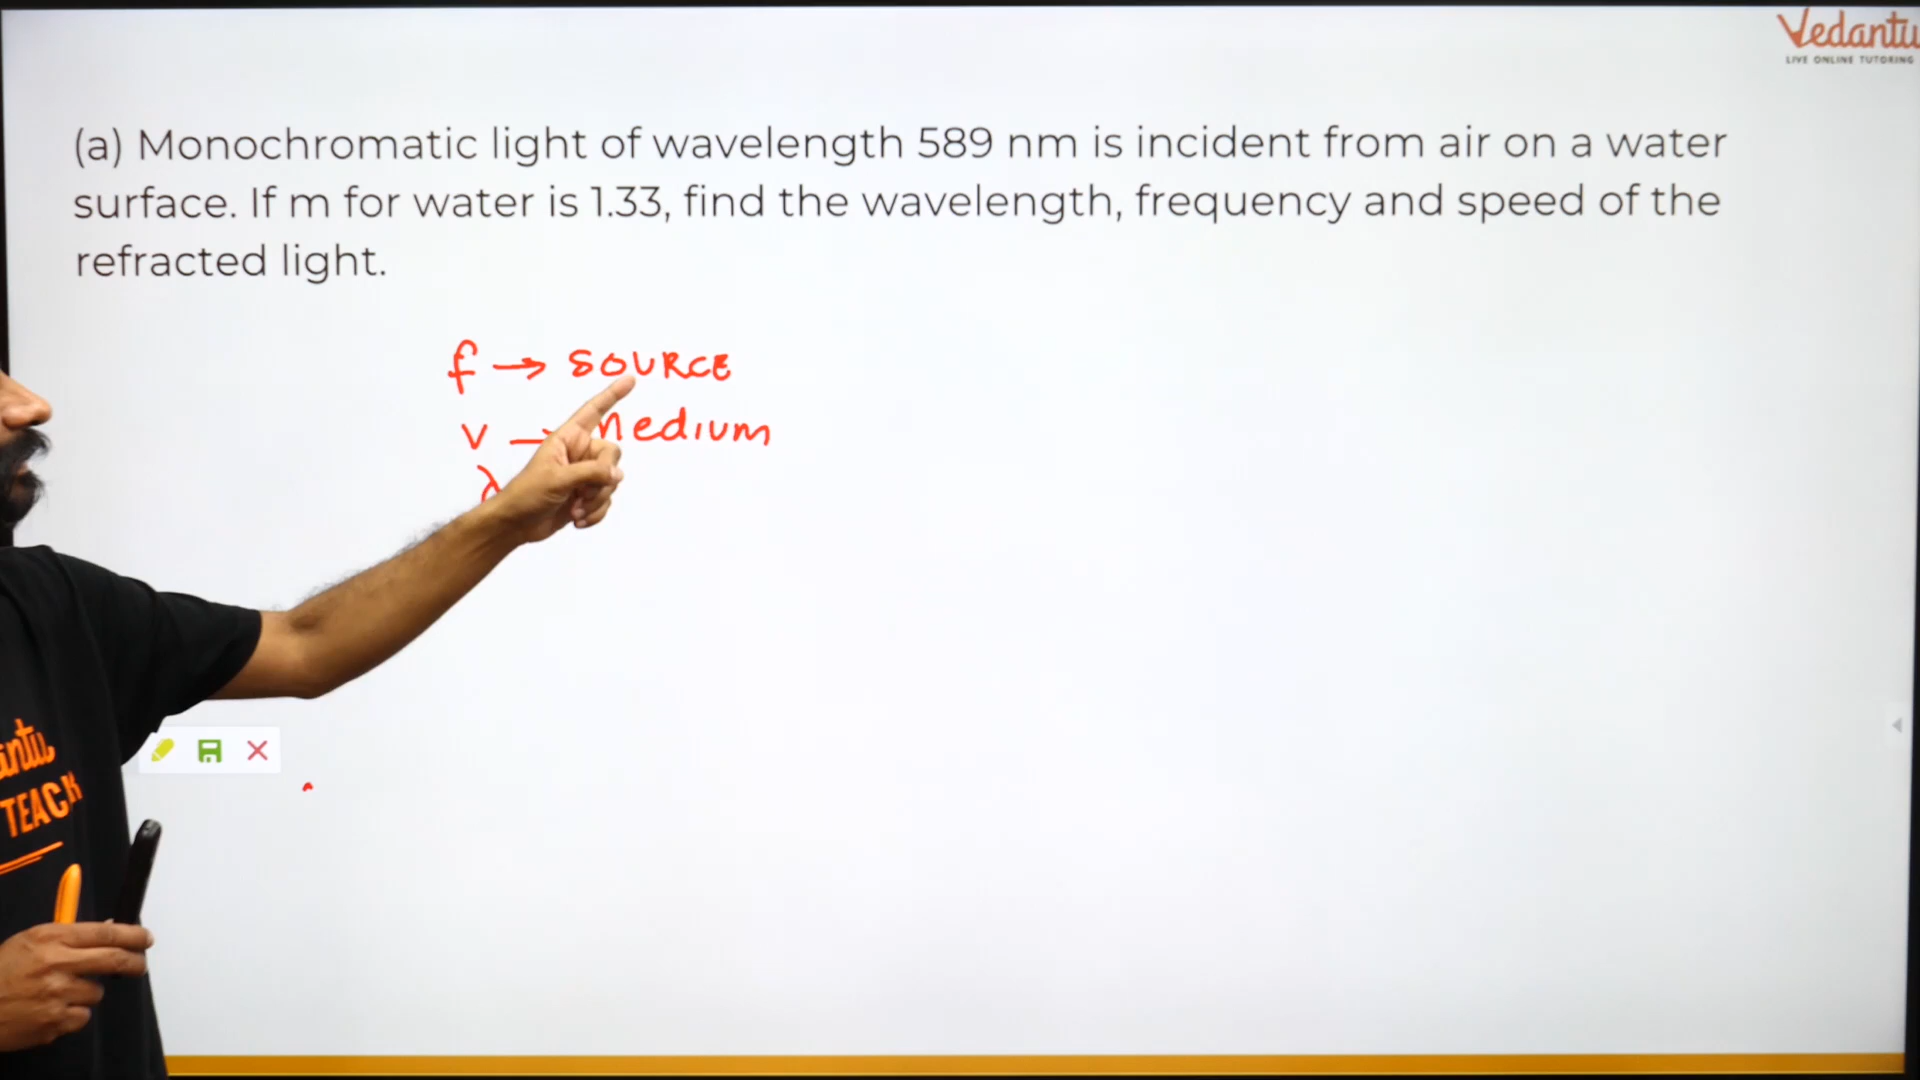 Vedantu
LIVE ONLINE TUTORING
(a) Monochromatic light of wavelength 589 nm is incident from air on a water
surface. If m for water is 1.33, find the wavelength, frequency and speed of the
refracted light.
f → SOURCE
v → medium
λ
TEACH